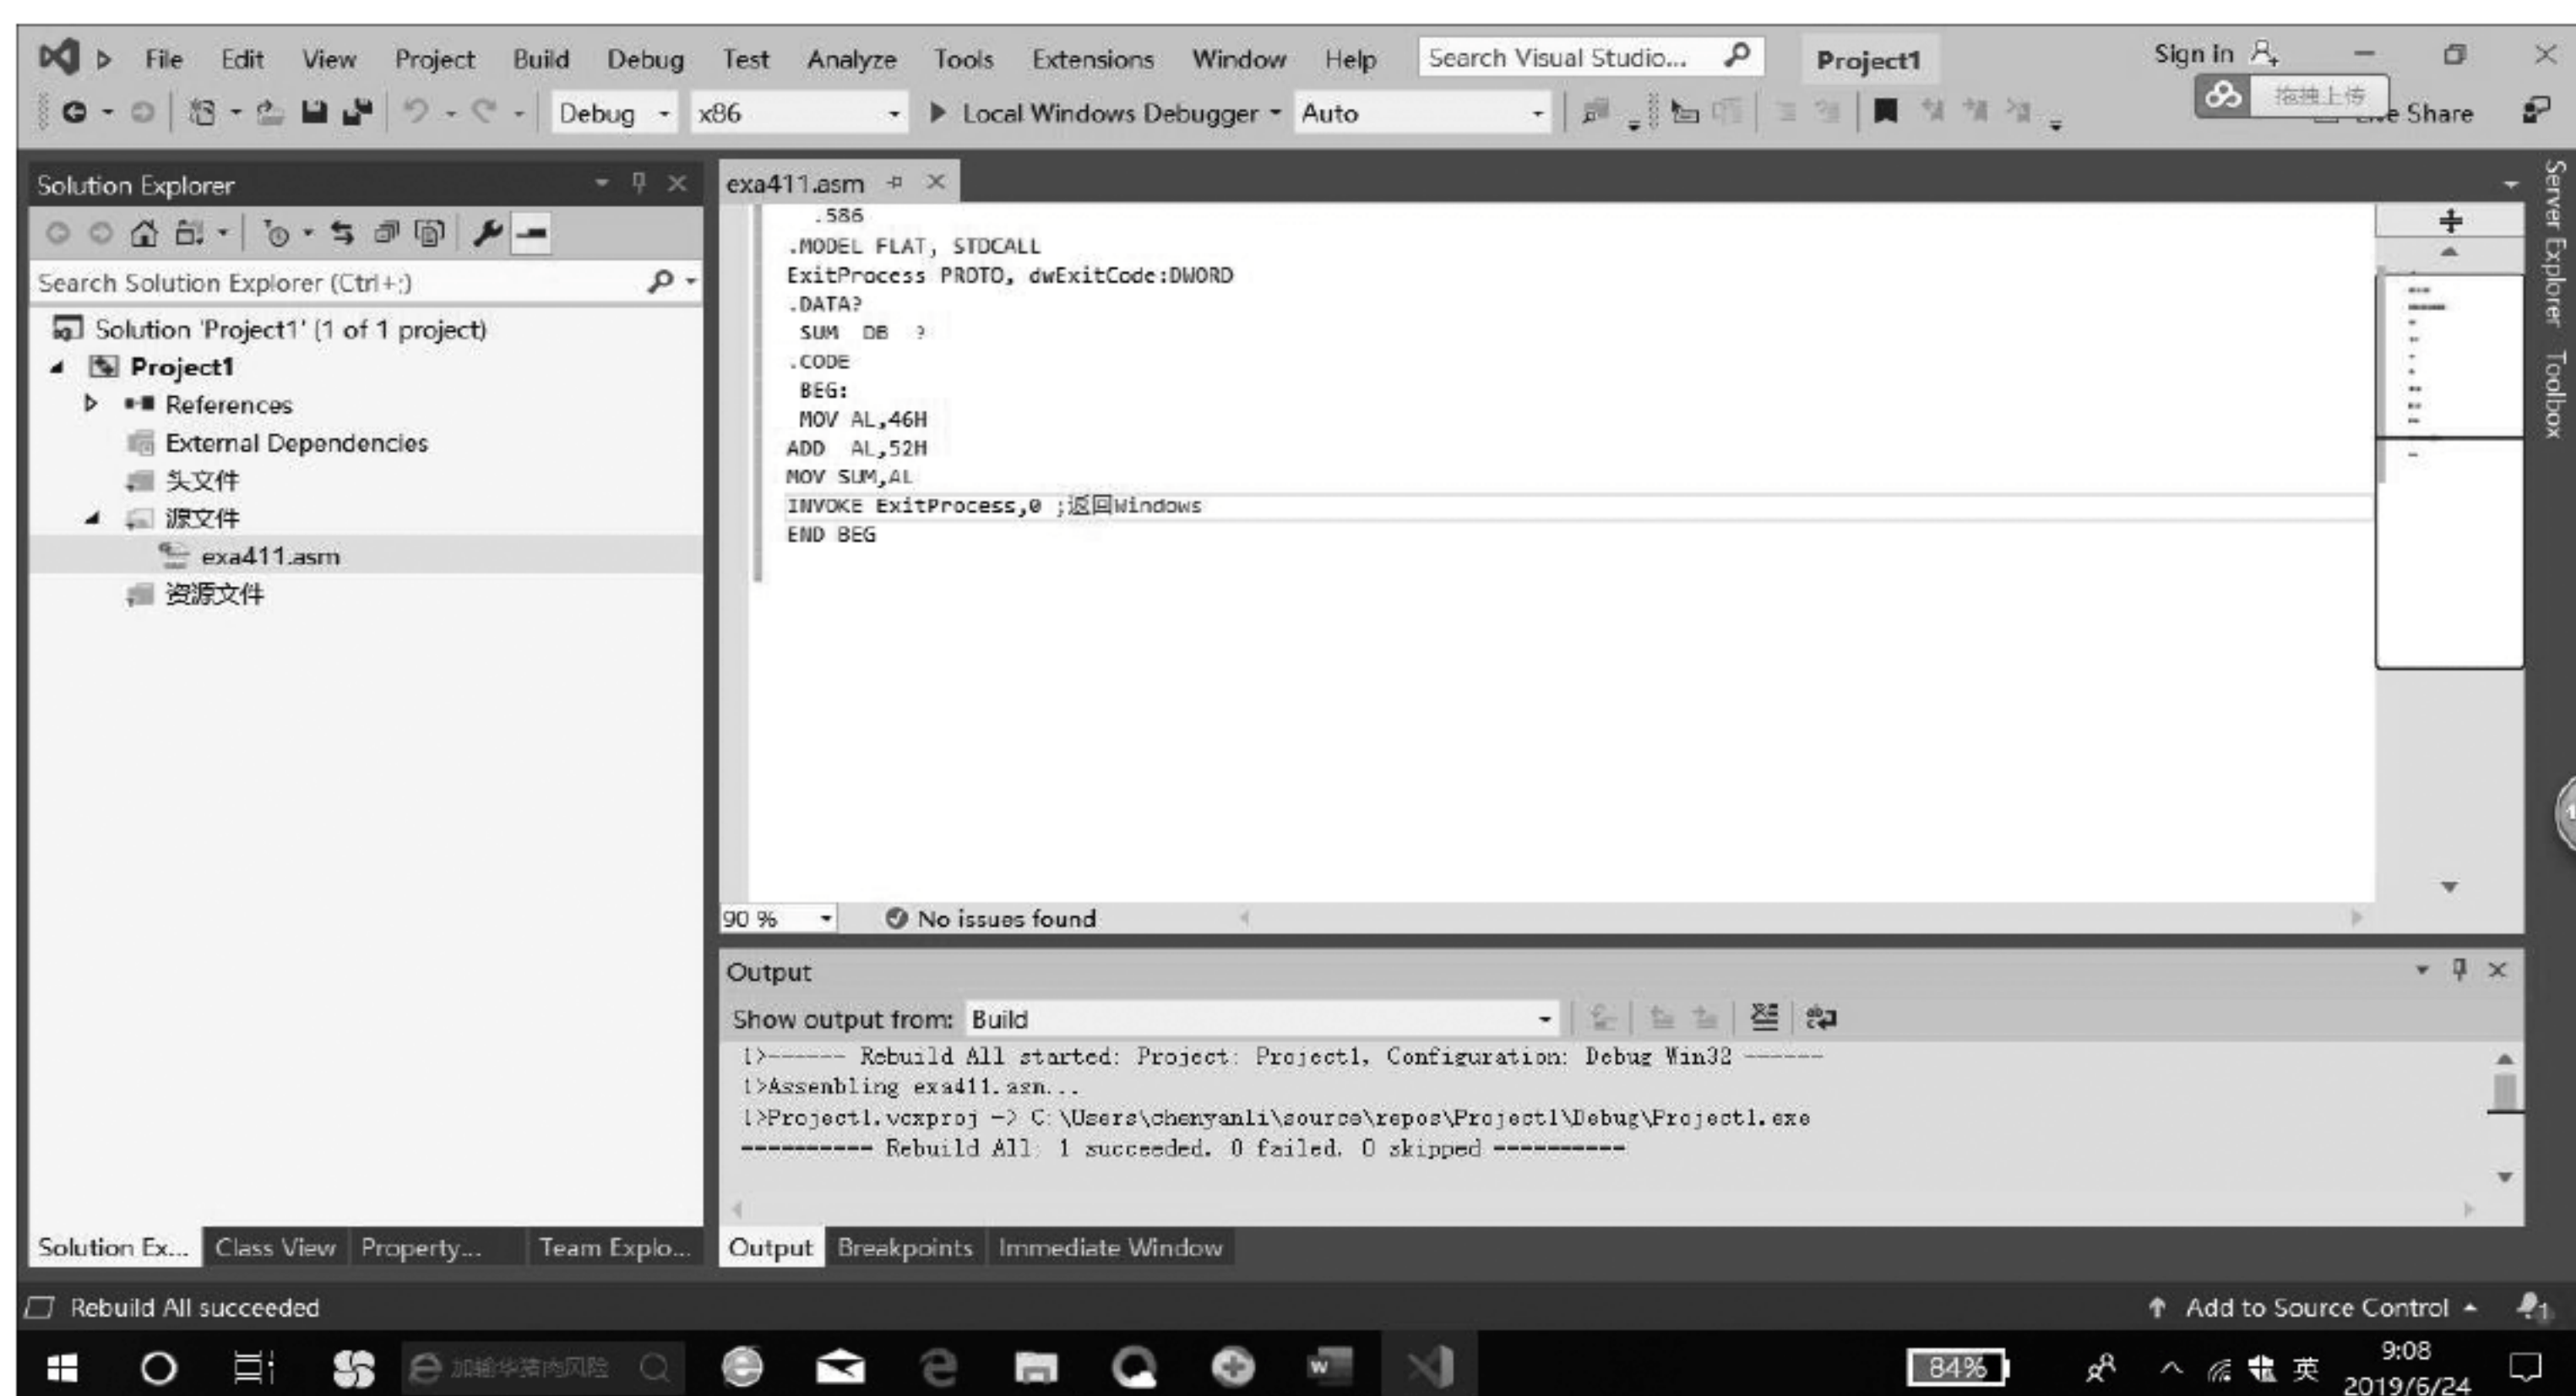 File Edit View Project Build Debug Test Analyze Tools Extensions Window Help Search Visual Studio... Project1 Sign in
Debug x86 Local Windows Debugger Auto 拖拽上传 Share
Solution Explorer
Search Solution Explorer (Ctrl+;)
Solution 'Project1' (1 of 1 project)
Project1
References
External Dependencies
头文件
源文件
exa411.asm
资源文件
Solution Ex... Class View Property... Team Explo...
exa411.asm
.586
.MODEL FLAT, STDCALL
ExitProcess PROTO, dwExitCode:DWORD
.DATA?
SUM DB ?
.CODE
BEG:
MOV AL,46H
ADD AL,52H
MOV SUM,AL
INVOKE ExitProcess,0 ;返回Windows
END BEG
90 % No issues found
Output
Show output from: Build
1>------ Rebuild All started: Project: Project1, Configuration: Debug Win32 ------
1>Assembling exa411.asm...
1>Project1.vcxproj -> C:\Users\chenyanli\source\repos\Project1\Debug\Project1.exe
========== Rebuild All: 1 succeeded, 0 failed, 0 skipped ==========
Output Breakpoints Immediate Window
Server Explorer Toolbox
Rebuild All succeeded Add to Source Control 1
84% 英 9:08
2019/6/24